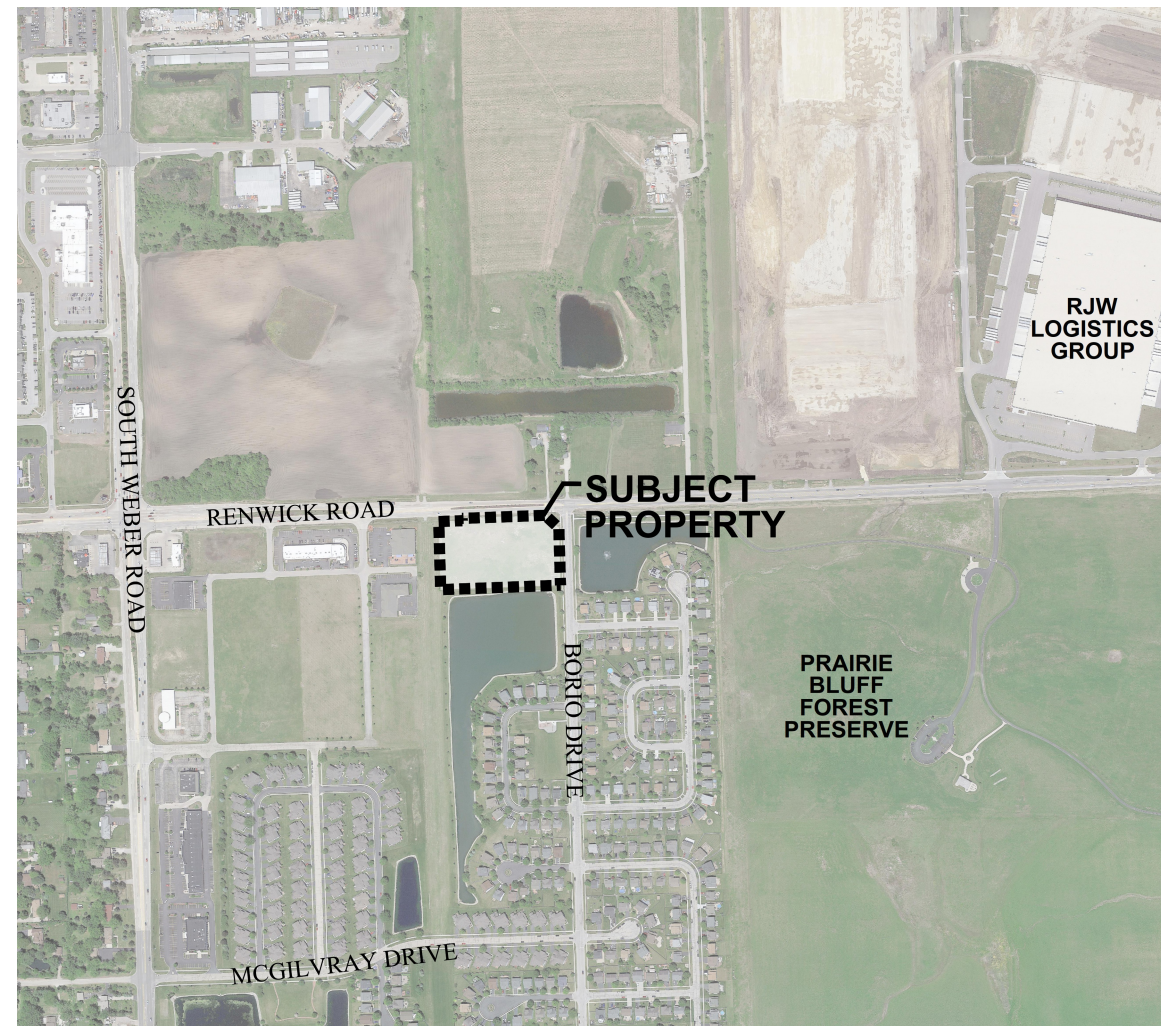 RJW
LOGISTICS
GROUP
SOUTH WEBER ROAD
SUBJECT
PROPERTY
RENWICK ROAD
BORIO DRIVE
PRAIRIE
BLUFF
FOREST
PRESERVE
MCGILVRAY DRIVE